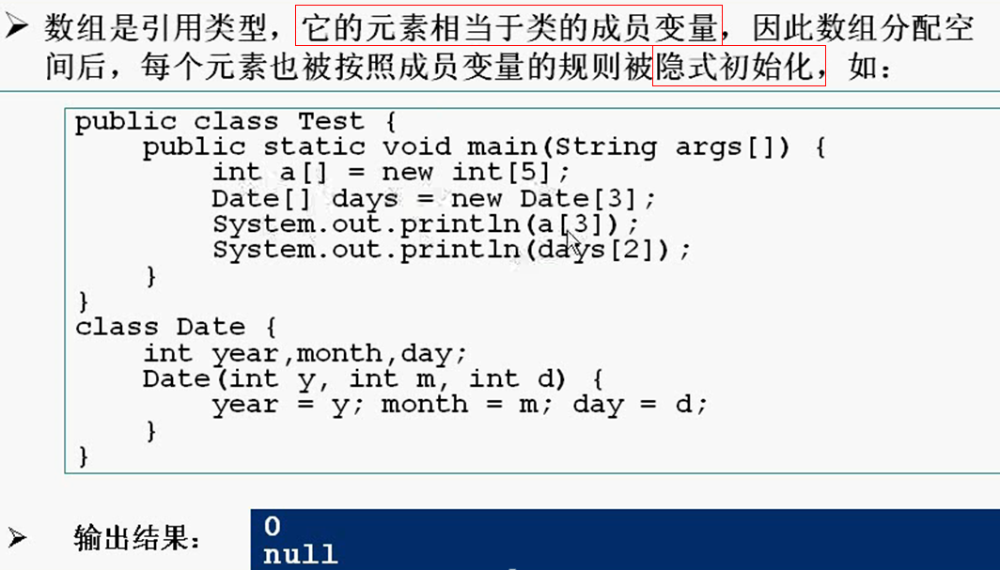 数组是引用类型，它的元素相当于类的成员变量，因此数组分配空
间后，每个元素也被按照成员变量的规则被隐式初始化，如：
public class Test {
public static void main(String args[]) {
int a[] = new int[5];
Date[] days = new Date[3];
System.out.println(a[3]);
System.out.println(days[2]);
}
}
class Date {
int year,month,day;
Date(int y, int m, int d) {
year = y; month = m; day = d;
}
}
输出结果：
0
null